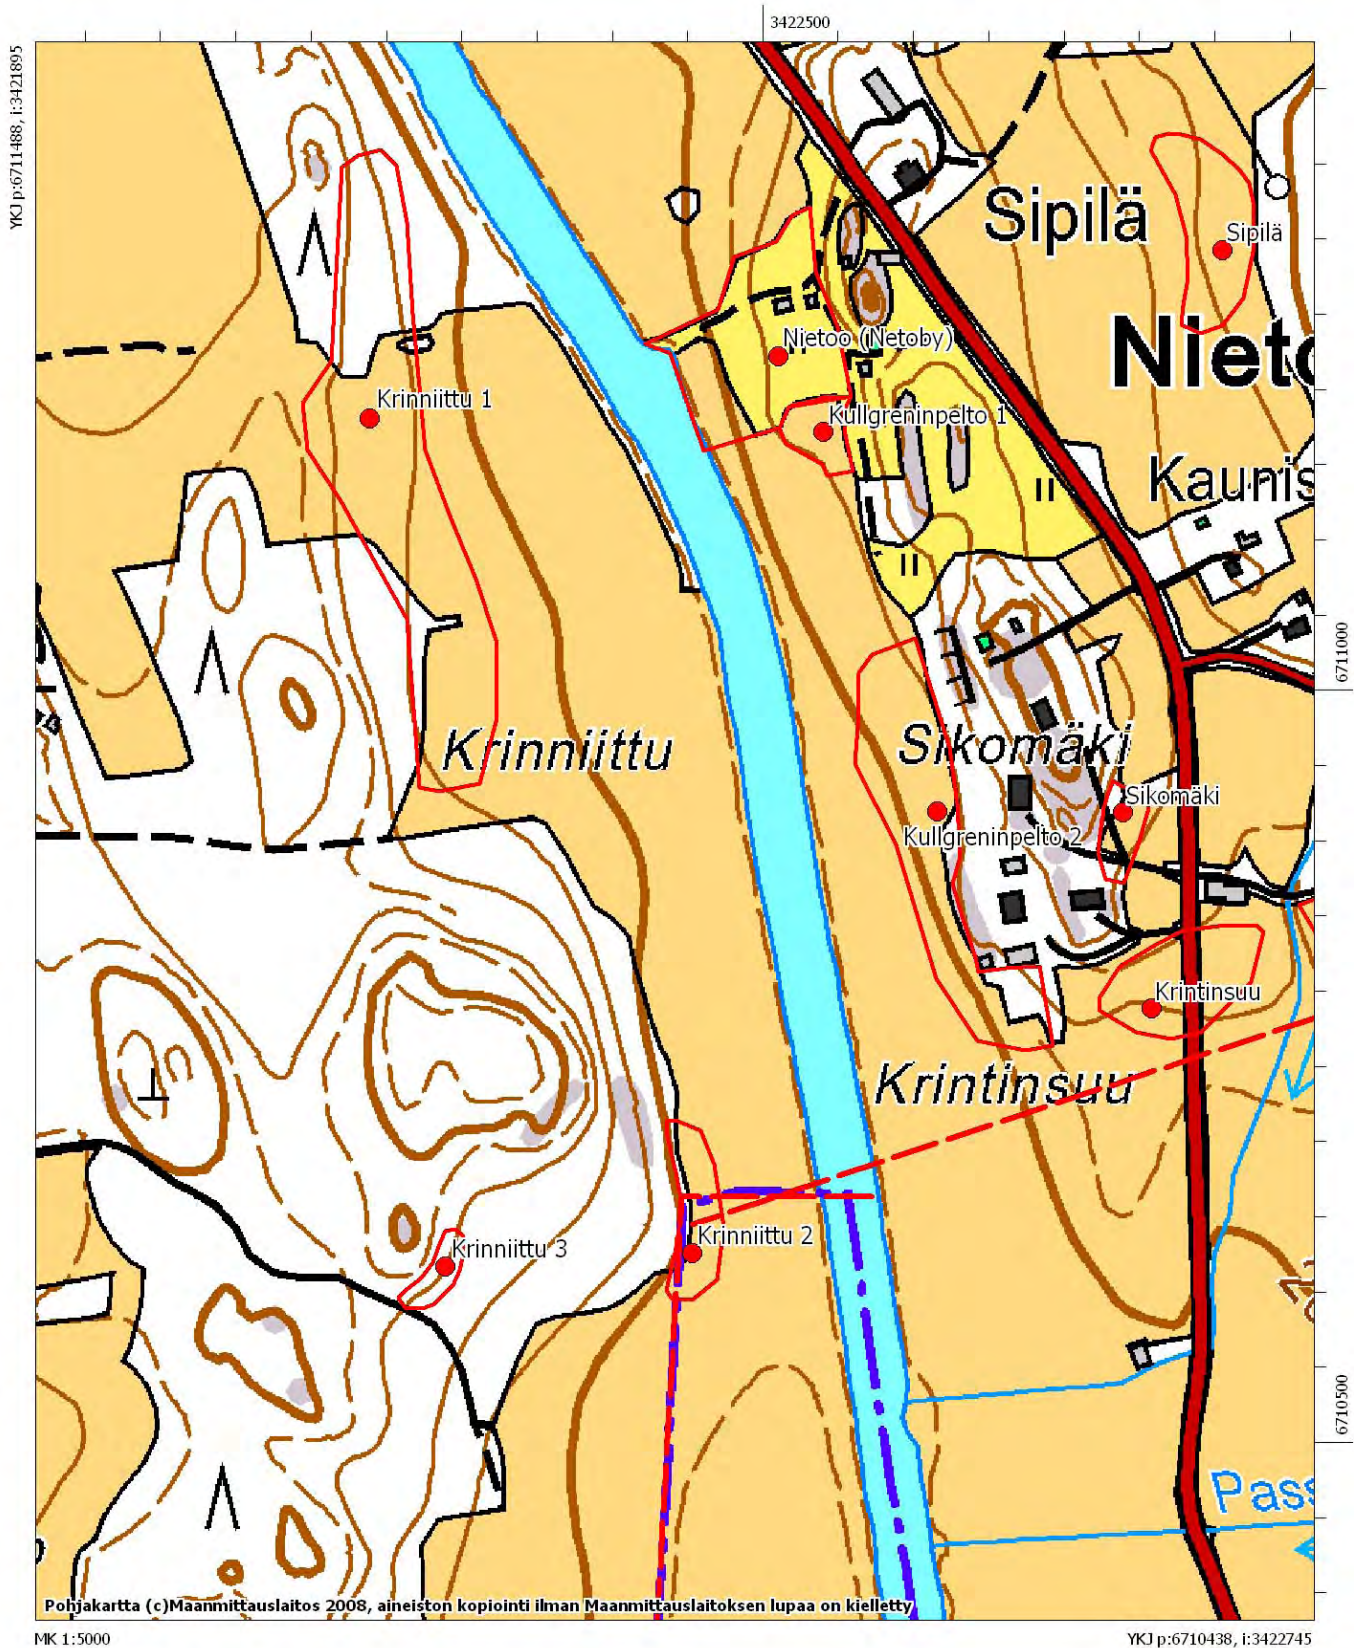 3422500
YKJ p:6711488, i:3421895
Sipilä
Sipilä
Nieto
Nietoo (Netoby)
Krinniittu 1
Kullgreninpelto 1
Kaunis
II
II
6711000
Krinniittu
Sikomäki
Sikomäki
Kullgreninpelto 2
Krintinsuu
Krintinsuu
Krinniittu 2
Krinniittu 3
6710500
Pass
Pohjakartta (c)Maanmittauslaitos 2008, aineiston kopiointi ilman Maanmittauslaitoksen lupaa on kielletty
MK 1:5000
YKJ p:6710438, i:3422745